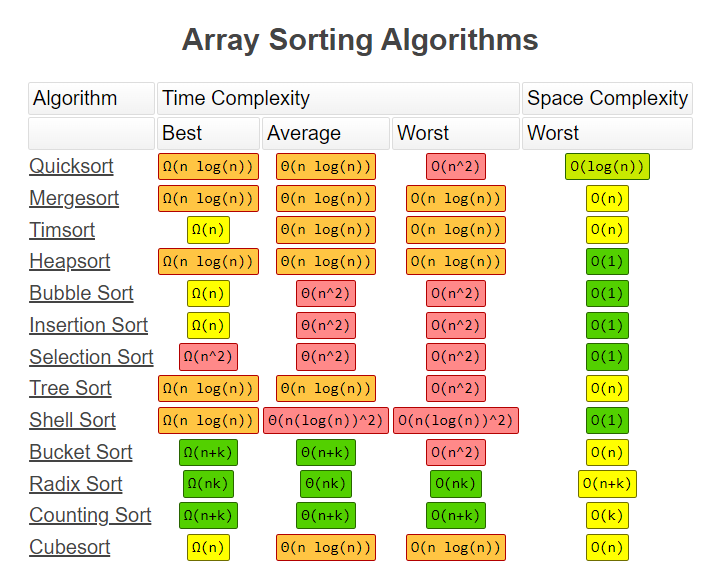 Array Sorting Algorithms
Algorithm Time Complexity Space Complexity
Best Average Worst Worst
Quicksort Ω(n log(n)) Θ(n log(n)) O(n^2) O(log(n))
Mergesort Ω(n log(n)) Θ(n log(n)) O(n log(n)) O(n)
Timsort Ω(n) Θ(n log(n)) O(n log(n)) O(n)
Heapsort Ω(n log(n)) Θ(n log(n)) O(n log(n)) O(1)
Bubble Sort Ω(n) Θ(n^2) O(n^2) O(1)
Insertion Sort Ω(n) Θ(n^2) O(n^2) O(1)
Selection Sort Ω(n^2) Θ(n^2) O(n^2) O(1)
Tree Sort Ω(n log(n)) Θ(n log(n)) O(n^2) O(n)
Shell Sort Ω(n log(n)) Θ(n(log(n))^2) O(n(log(n))^2) O(1)
Bucket Sort Ω(n+k) Θ(n+k) O(n^2) O(n)
Radix Sort Ω(nk) Θ(nk) O(nk) O(n+k)
Counting Sort Ω(n+k) Θ(n+k) O(n+k) O(k)
Cubesort Ω(n) Θ(n log(n)) O(n log(n)) O(n)